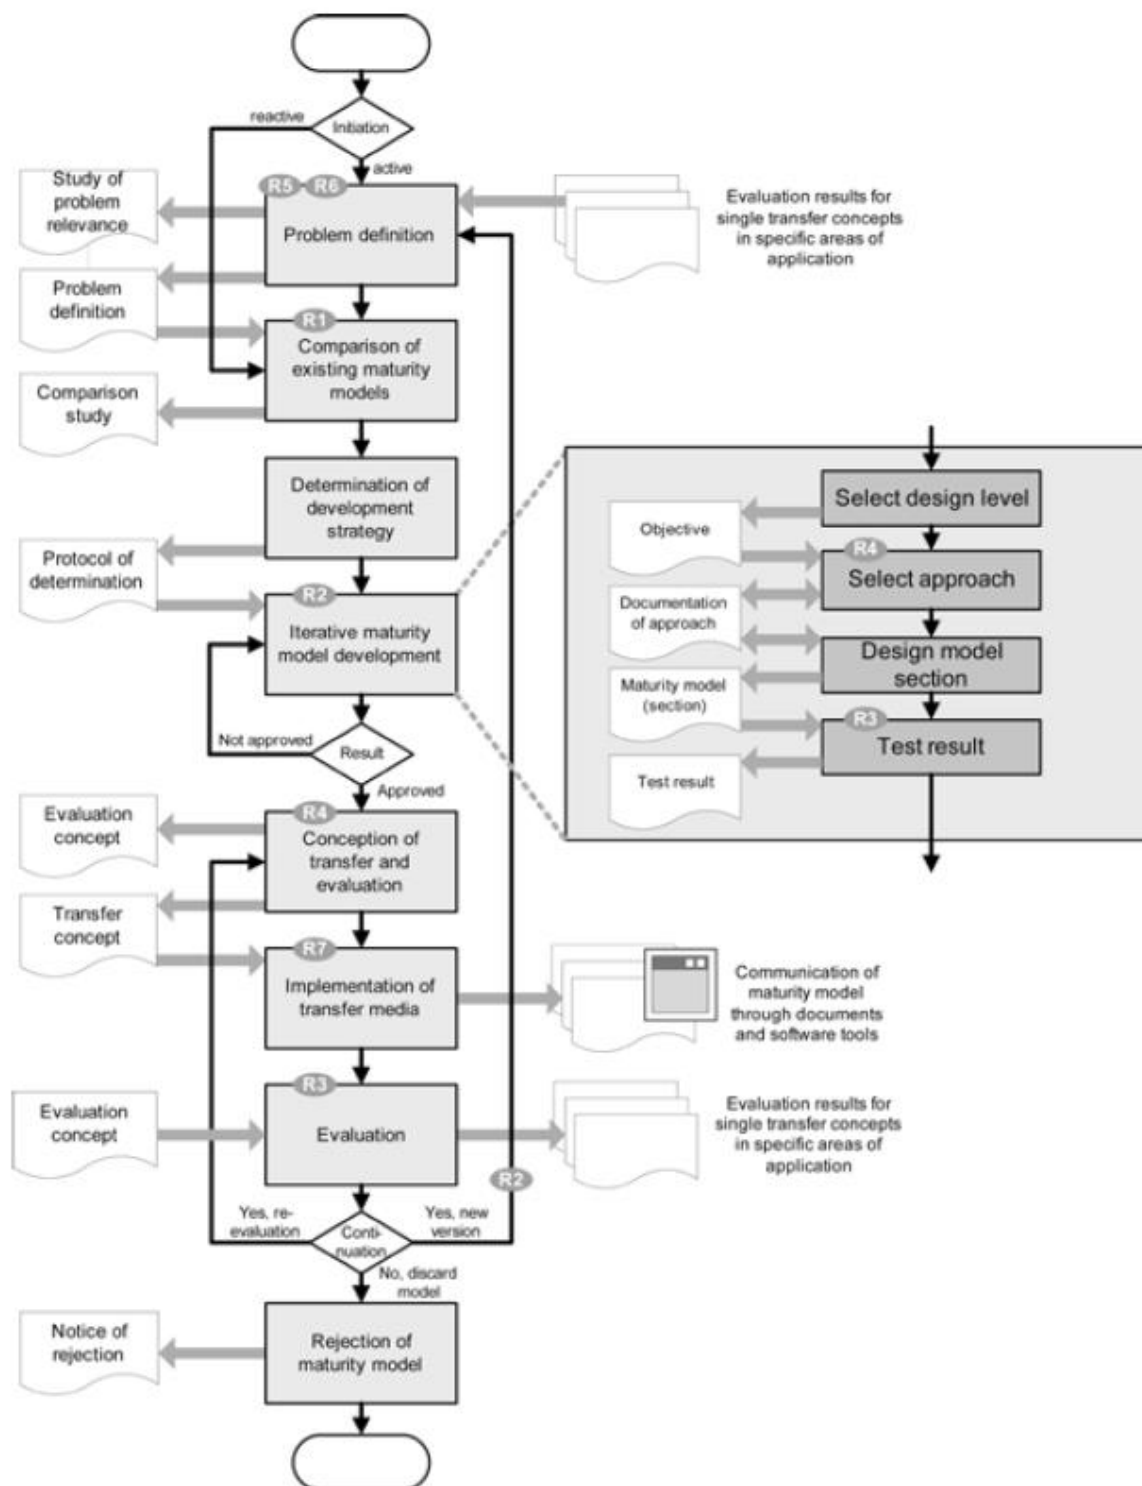 reactive
Initiation
active
Study of
problem
relevance
R5
R6
Problem definition
Evaluation results for
single transfer concepts
in specific areas of
application
Problem
definition
R1
Comparison of
existing maturity
models
Comparison
study
Determination of
development
strategy
Protocol of
determination
R2
Iterative maturity
model development
Select design level
Objective
R4
Select approach
Documentation
of approach
Design model
section
Maturity model
(section)
R3
Test result
Test result
Not approved
Result
Approved
Evaluation
concept
R4
Conception of
transfer and
evaluation
Transfer
concept
R7
Implementation of
transfer media
Communication of
maturity model
through documents
and software tools
R3
Evaluation
Evaluation
concept
Evaluation results for
single transfer concepts
in specific areas of
application
R2
Yes, re-
evaluation
Conti-
nuation
Yes, new
version
No, discard
model
Notice of
rejection
Rejection of
maturity model